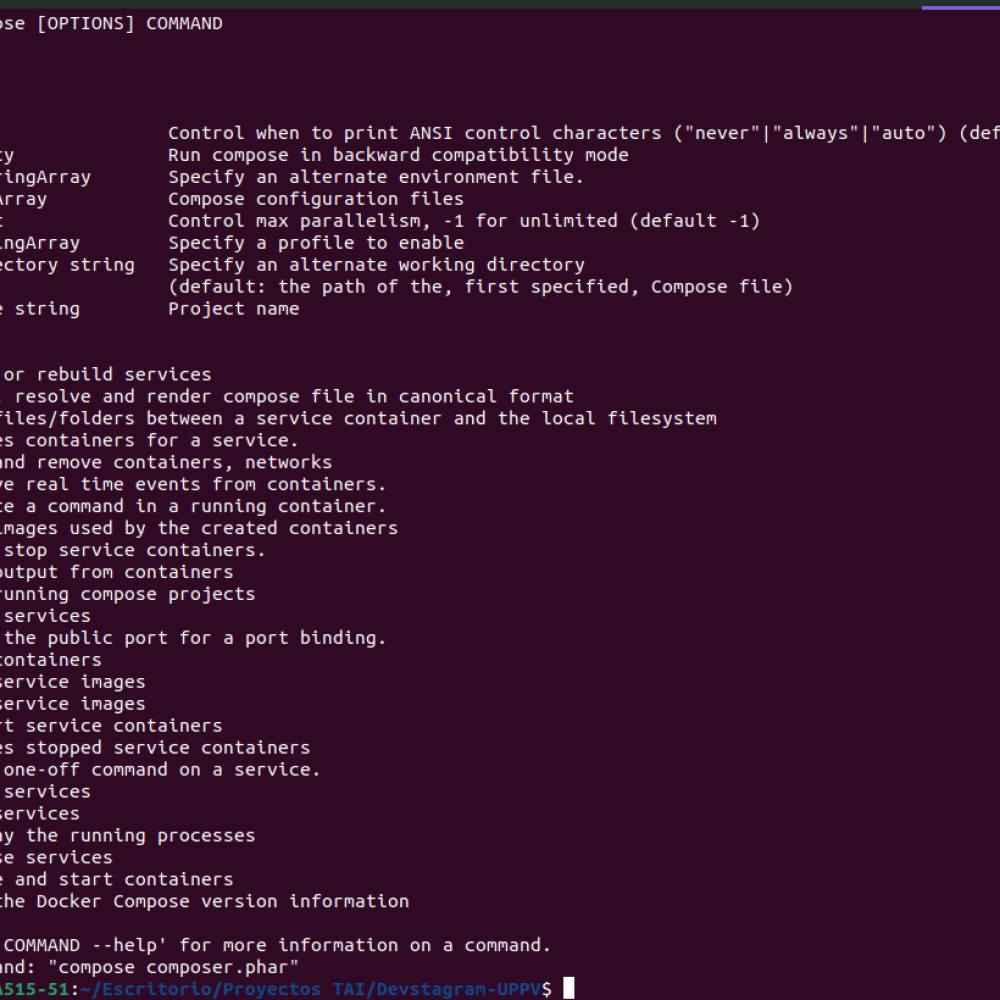 ose [OPTIONS] COMMAND
Control when to print ANSI control characters ("never"|"always"|"auto") (def
ty Run compose in backward compatibility mode
ringArray Specify an alternate environment file.
Array Compose configuration files
t Control max parallelism, -1 for unlimited (default -1)
ingArray Specify a profile to enable
ectory string Specify an alternate working directory
(default: the path of the, first specified, Compose file)
e string Project name
or rebuild services
, resolve and render compose file in canonical format
files/folders between a service container and the local filesystem
es containers for a service.
and remove containers, networks
ve real time events from containers.
te a command in a running container.
images used by the created containers
stop service containers.
output from containers
running compose projects
services
the public port for a port binding.
containers
service images
service images
rt service containers
es stopped service containers
one-off command on a service.
services
services
ay the running processes
se services
e and start containers
the Docker Compose version information
COMMAND --help' for more information on a command.
and: "compose composer.phar"
A515-51:~/Escritorio/Proyectos TAI/Devstagram-UPPV$